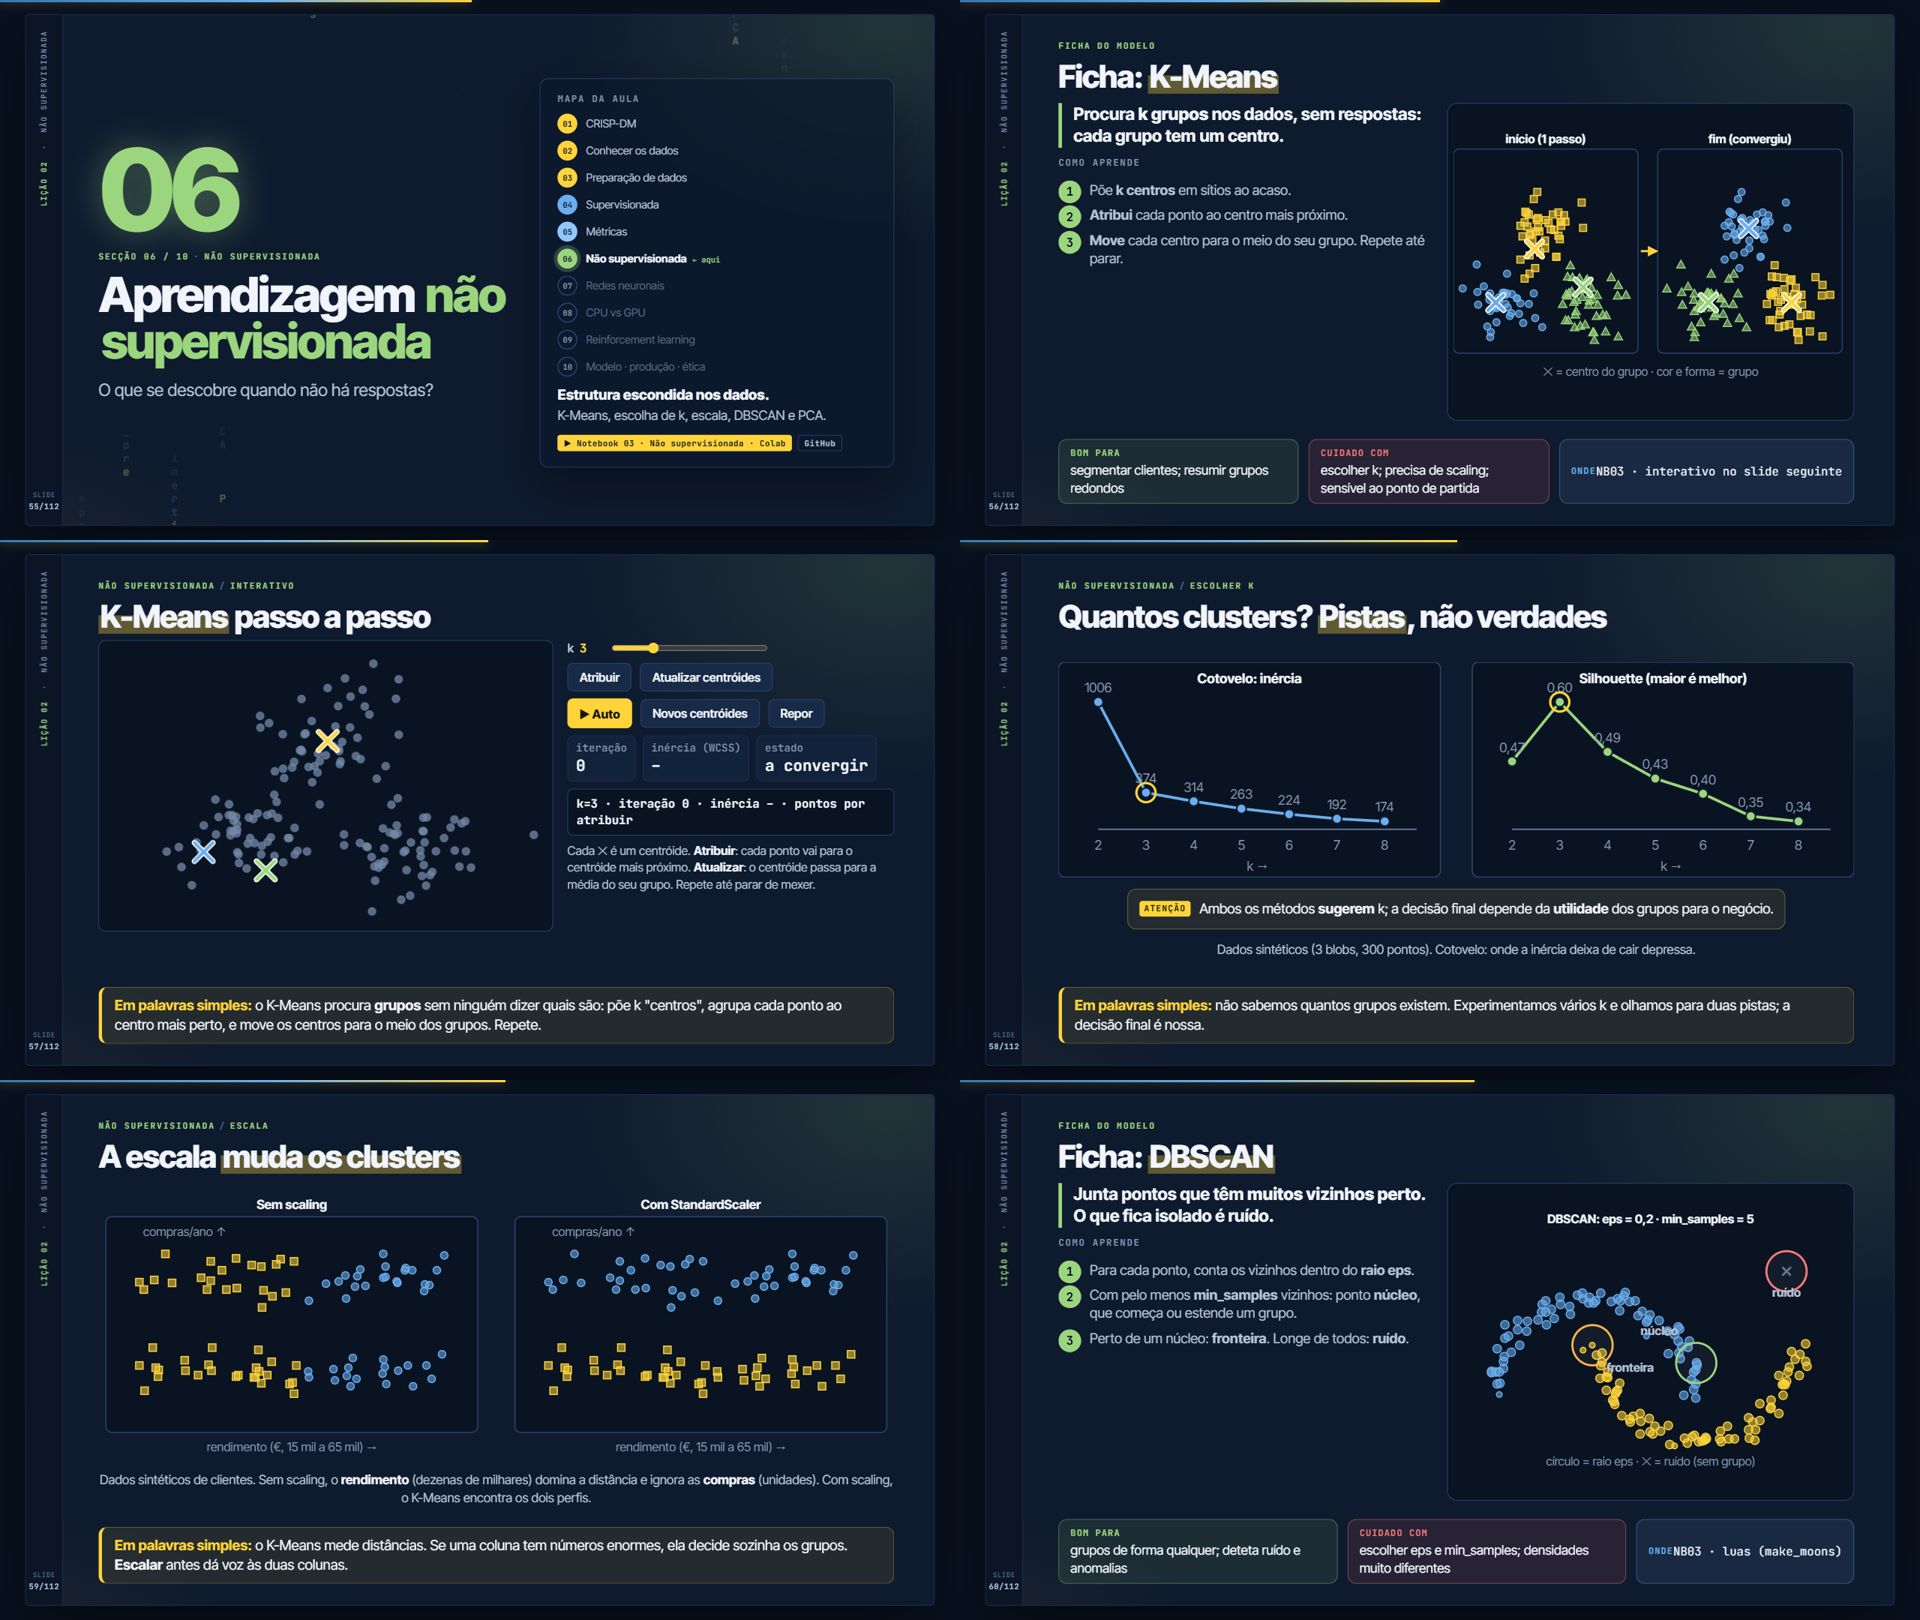 LIÇÃO 02 · NÃO SUPERVISIONADA
SLIDE
55/112
06
SECÇÃO 06 / 10 · NÃO SUPERVISIONADA
Aprendizagem não
supervisionada
O que se descobre quando não há respostas?
MAPA DA AULA
01 CRISP-DM
02 Conhecer os dados
03 Preparação de dados
04 Supervisionada
05 Métricas
06 Não supervisionada ← aqui
07 Redes neuronais
08 CPU vs GPU
09 Reinforcement learning
10 Modelo · produção · ética
Estrutura escondida nos dados.
K-Means, escolha de k, escala, DBSCAN e PCA.
▶ Notebook 03 · Não supervisionada · Colab
GitHub
LIÇÃO 02 · NÃO SUPERVISIONADA
SLIDE
56/112
FICHA DO MODELO
Ficha: K-Means
Procura k grupos nos dados, sem respostas:
cada grupo tem um centro.
COMO APRENDE
1 Põe k centros em sítios ao acaso.
2 Atribui cada ponto ao centro mais próximo.
3 Move cada centro para o meio do seu grupo. Repete até
parar.
início (1 passo)
fim (convergiu)
✕ = centro do grupo · cor e forma = grupo
BOM PARA
segmentar clientes; resumir grupos
redondos
CUIDADO COM
escolher k; precisa de scaling;
sensível ao ponto de partida
ONDE NB03 · interativo no slide seguinte
LIÇÃO 02 · NÃO SUPERVISIONADA
SLIDE
57/112
NÃO SUPERVISIONADA / INTERATIVO
K-Means passo a passo
k 3
Atribuir
Atualizar centróides
▶ Auto
Novos centróides
Repor
iteração
0
inércia (WCSS)
–
estado
a convergir
k=3 · iteração 0 · inércia – · pontos por
atribuir
Cada ✕ é um centróide. Atribuir: cada ponto vai para o
centróide mais próximo. Atualizar: o centróide passa para a
média do seu grupo. Repete até parar de mexer.
Em palavras simples: o K-Means procura grupos sem ninguém dizer quais são: põe k "centros", agrupa cada ponto ao
centro mais perto, e move os centros para o meio dos grupos. Repete.
LIÇÃO 02 · NÃO SUPERVISIONADA
SLIDE
58/112
NÃO SUPERVISIONADA / ESCOLHER K
Quantos clusters? Pistas, não verdades
Cotovelo: inércia
1006
374
314
263
224
192
174
2 3 4 5 6 7 8
k →
Silhouette (maior é melhor)
0,47
0,60
0,49
0,43
0,40
0,35
0,34
2 3 4 5 6 7 8
k →
ATENÇÃO Ambos os métodos sugerem k; a decisão final depende da utilidade dos grupos para o negócio.
Dados sintéticos (3 blobs, 300 pontos). Cotovelo: onde a inércia deixa de cair depressa.
Em palavras simples: não sabemos quantos grupos existem. Experimentamos vários k e olhamos para duas pistas; a
decisão final é nossa.
LIÇÃO 02 · NÃO SUPERVISIONADA
SLIDE
59/112
NÃO SUPERVISIONADA / ESCALA
A escala muda os clusters
Sem scaling
compras/ano ↑
rendimento (€, 15 mil a 65 mil) →
Com StandardScaler
compras/ano ↑
rendimento (€, 15 mil a 65 mil) →
Dados sintéticos de clientes. Sem scaling, o rendimento (dezenas de milhares) domina a distância e ignora as compras (unidades). Com scaling,
o K-Means encontra os dois perfis.
Em palavras simples: o K-Means mede distâncias. Se uma coluna tem números enormes, ela decide sozinha os grupos.
Escalar antes dá voz às duas colunas.
LIÇÃO 02 · NÃO SUPERVISIONADA
SLIDE
60/112
FICHA DO MODELO
Ficha: DBSCAN
Junta pontos que têm muitos vizinhos perto.
O que fica isolado é ruído.
COMO APRENDE
1 Para cada ponto, conta os vizinhos dentro do raio eps.
2 Com pelo menos min_samples vizinhos: ponto núcleo,
que começa ou estende um grupo.
3 Perto de um núcleo: fronteira. Longe de todos: ruído.
DBSCAN: eps = 0,2 · min_samples = 5
ruído
núcleo
fronteira
círculo = raio eps · ✕ = ruído (sem grupo)
BOM PARA
grupos de forma qualquer; deteta ruído e
anomalias
CUIDADO COM
escolher eps e min_samples; densidades
muito diferentes
ONDE NB03 · luas (make_moons)